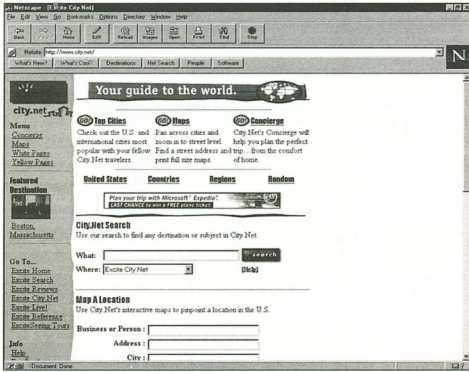 Netscape - [Excite City.Net]
File Edit View Go Bookmarks Options Directory Window Help
Back Home Edit Reload Images Open Print Find Stop
Netsite: http://www.city.net/
What's New? What's Cool? Destinations Net Search People Software
N
city.net
Menu
Concierge
Maps
White Pages
Yellow Pages
Featured
Destination
Boston,
Massachusetts
Go To...
Excite Home
Excite Search
Excite Reviews
Excite City.Net
Excite Live!
Excite Reference
ExciteSeeing Tours
Info
Help
Your guide to the world.
GO! Top Cities
Check out the U.S. and
international cities most
popular with your fellow
City.Net travelers.
GO! Maps
Pan across cities and
zoom in to street level.
Find a street address and
print full size maps.
GO! Concierge
City.Net's Concierge will
help you plan the perfect
trip... from the comfort
of home.
United States Countries Regions Random
Plan your trip with Microsoft Expedia.
LAST CHANCE to win a FREE plane ticket.
City.Net Search
Use our search to find any destination or subject in City.Net.
What: search
Where: Excite City.Net [Help]
Map A Location
Use City.Net's interactive maps to pinpoint a location in the U.S.
Business or Person :
Address :
City :
Document: Done